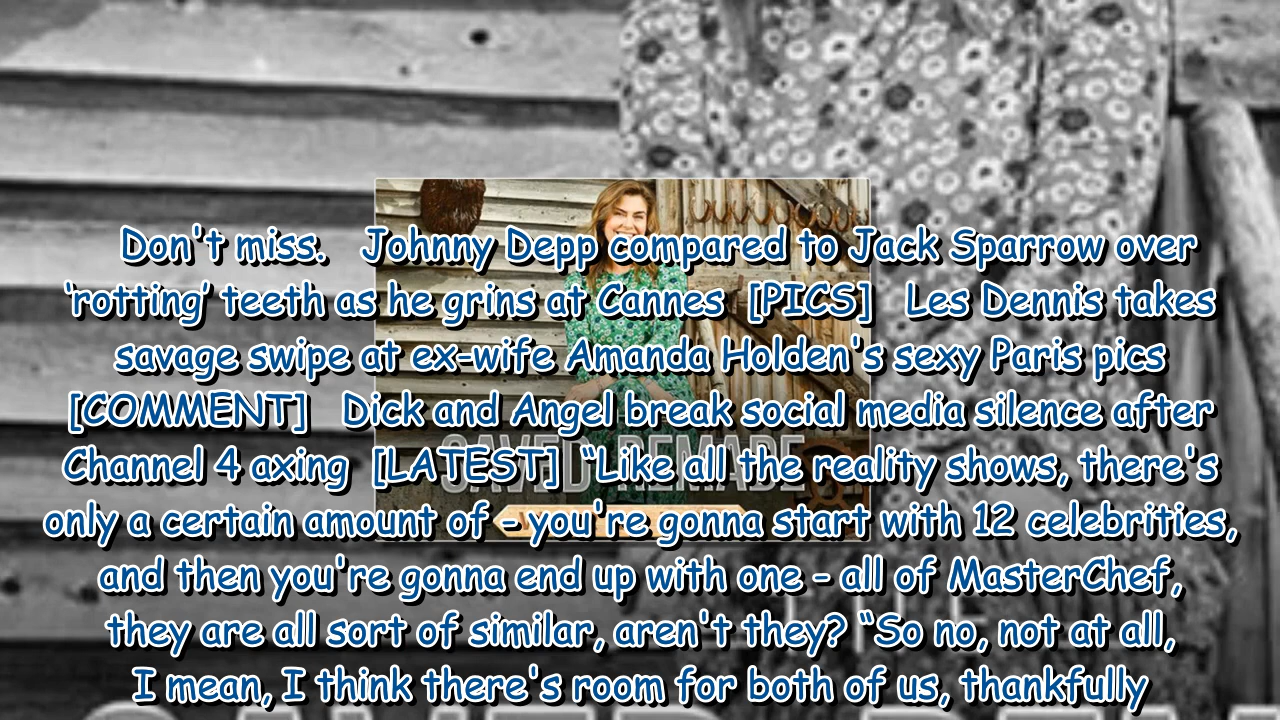 Don't miss. Johnny Depp compared to Jack Sparrow over
‘rotting’ teeth as he grins at Cannes [PICS] Les Dennis takes
savage swipe at ex-wife Amanda Holden's sexy Paris pics
[COMMENT] Dick and Angel break social media silence after
Channel 4 axing [LATEST] “Like all the reality shows, there's
only a certain amount of - you're gonna start with 12 celebrities,
and then you're gonna end up with one - all of MasterChef,
they are all sort of similar, aren't they? “So no, not at all,
I mean, I think there's room for both of us, thankfully
SAVED REMADE